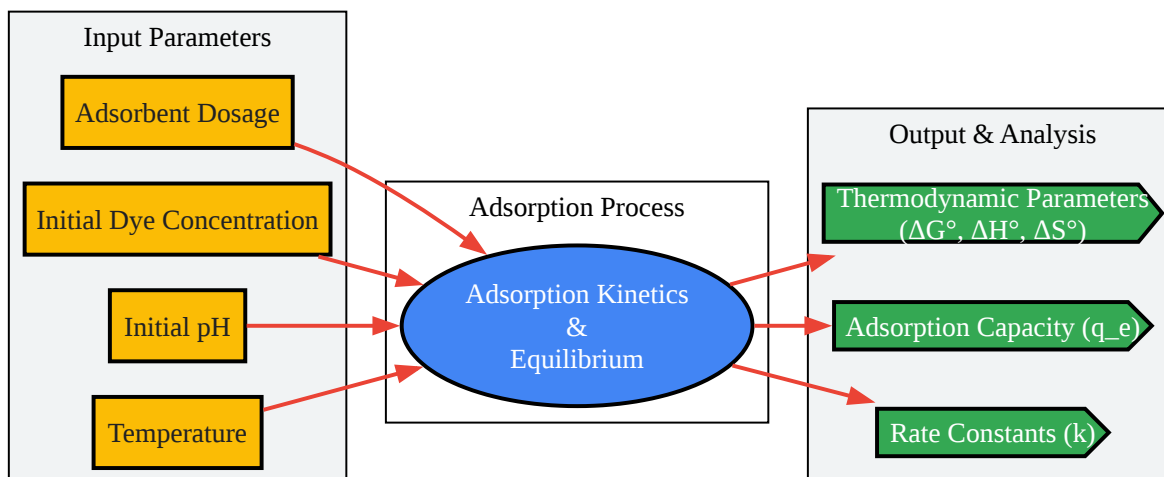 Input Parameters
Adsorbent Dosage
Initial Dye Concentration
Initial pH
Temperature
Adsorption Process
Adsorption Kinetics
&
Equilibrium
Output & Analysis
Thermodynamic Parameters
(ΔG°, ΔH°, ΔS°)
Adsorption Capacity (q_e)
Rate Constants (k)